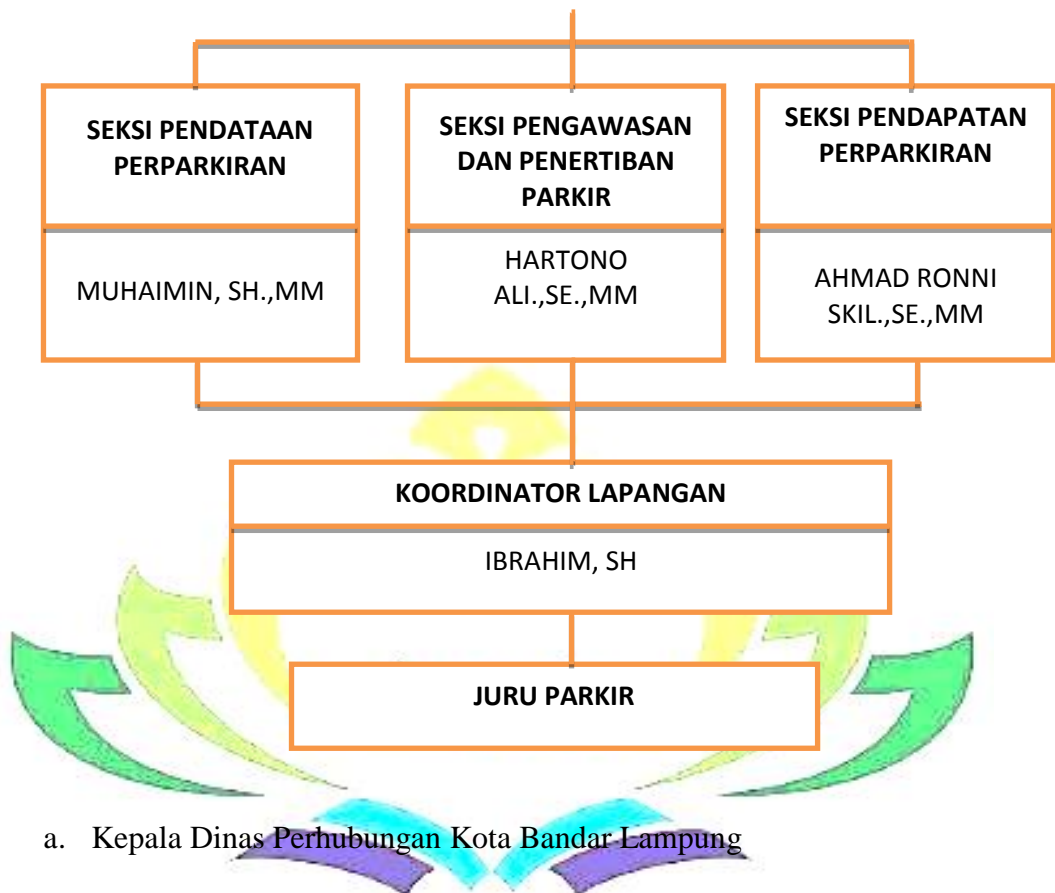 SEKSI PENDATAAN
PERPARKIRAN
MUHAIMIN, SH.,MM
SEKSI PENGAWASAN
DAN PENERTIBAN
PARKIR
HARTONO
ALI.,SE.,MM
SEKSI PENDAPATAN
PERPARKIRAN
AHMAD RONNI
SKIL.,SE.,MM
KOORDINATOR LAPANGAN
IBRAHIM, SH
JURU PARKIR
a. Kepala Dinas Perhubungan Kota Bandar Lampung